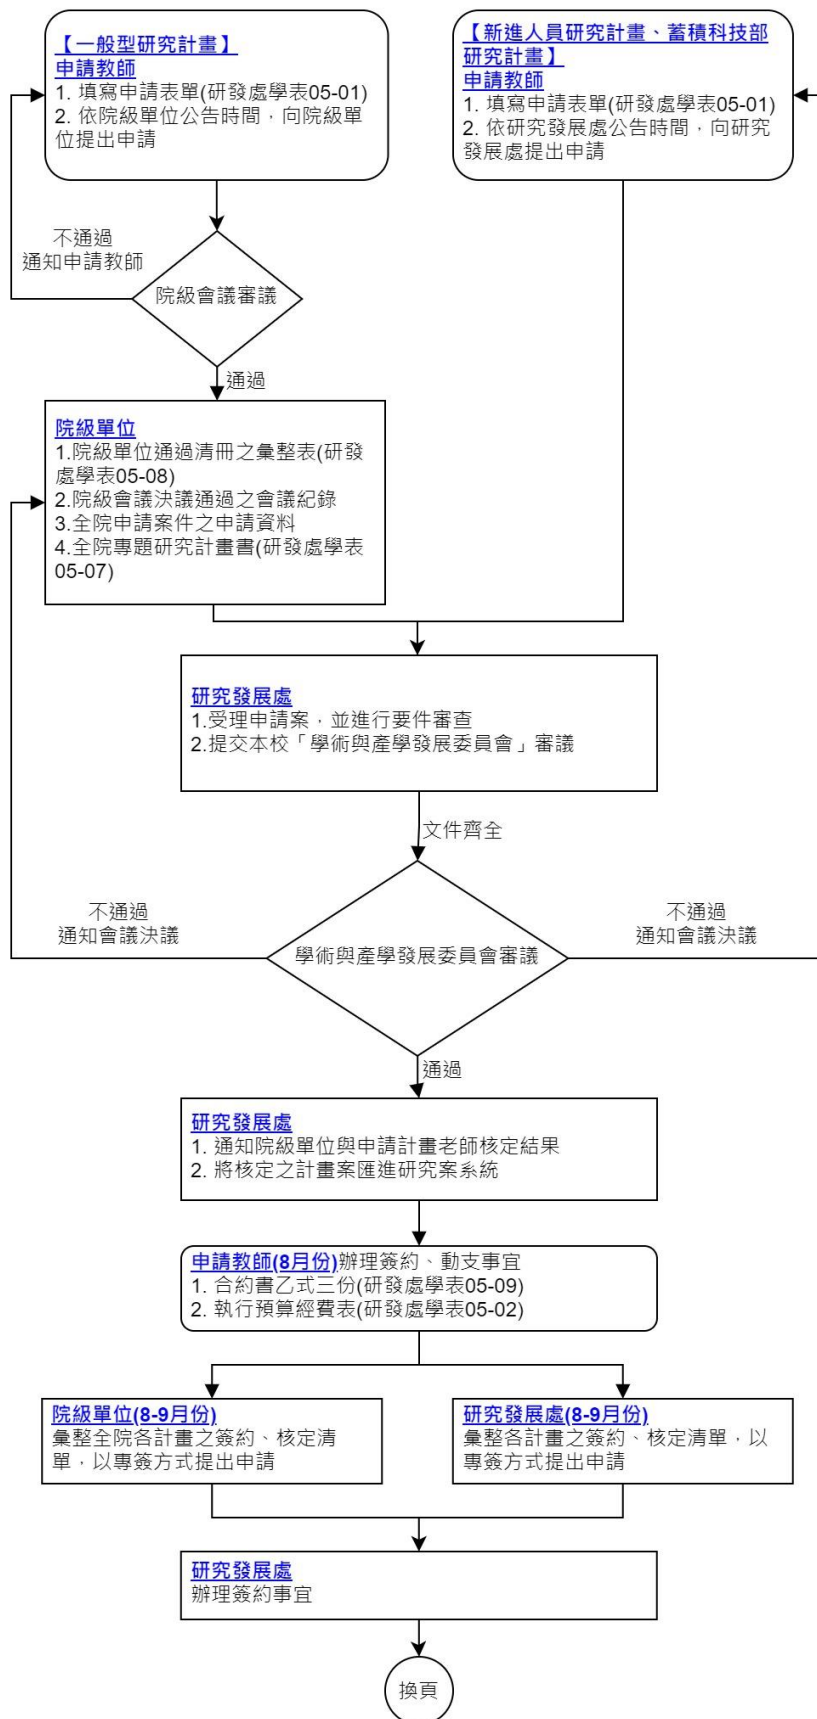 【一般型研究計畫】
申請教師
1. 填寫申請表單(研發處學表05-01)
2. 依院級單位公告時間，向院級單
位提出申請
【新進人員研究計畫、蓄積科技部
研究計畫】
申請教師
1. 填寫申請表單(研發處學表05-01)
2. 依研究發展處公告時間，向研究
發展處提出申請
不通過
通知申請教師
院級會議審議
通過
院級單位
1.院級單位通過清冊之彙整表(研發
處學表05-08)
2.院級會議決議通過之會議紀錄
3.全院申請案件之申請資料
4.全院專題研究計畫書(研發處學表
05-07)
研究發展處
1.受理申請案，並進行要件審查
2.提交本校「學術與產學發展委員會」審議
文件齊全
不通過
通知會議決議
學術與產學發展委員會審議
不通過
通知會議決議
通過
研究發展處
1. 通知院級單位與申請計畫老師核定結果
2. 將核定之計畫案匯進研究案系統
申請教師(8月份)辦理簽約、動支事宜
1. 合約書乙式三份(研發處學表05-09)
2. 執行預算經費表(研發處學表05-02)
院級單位(8-9月份)
彙整全院各計畫之簽約、核定清
單，以專簽方式提出申請
研究發展處(8-9月份)
彙整各計畫之簽約、核定清單，以
專簽方式提出申請
研究發展處
辦理簽約事宜
換頁